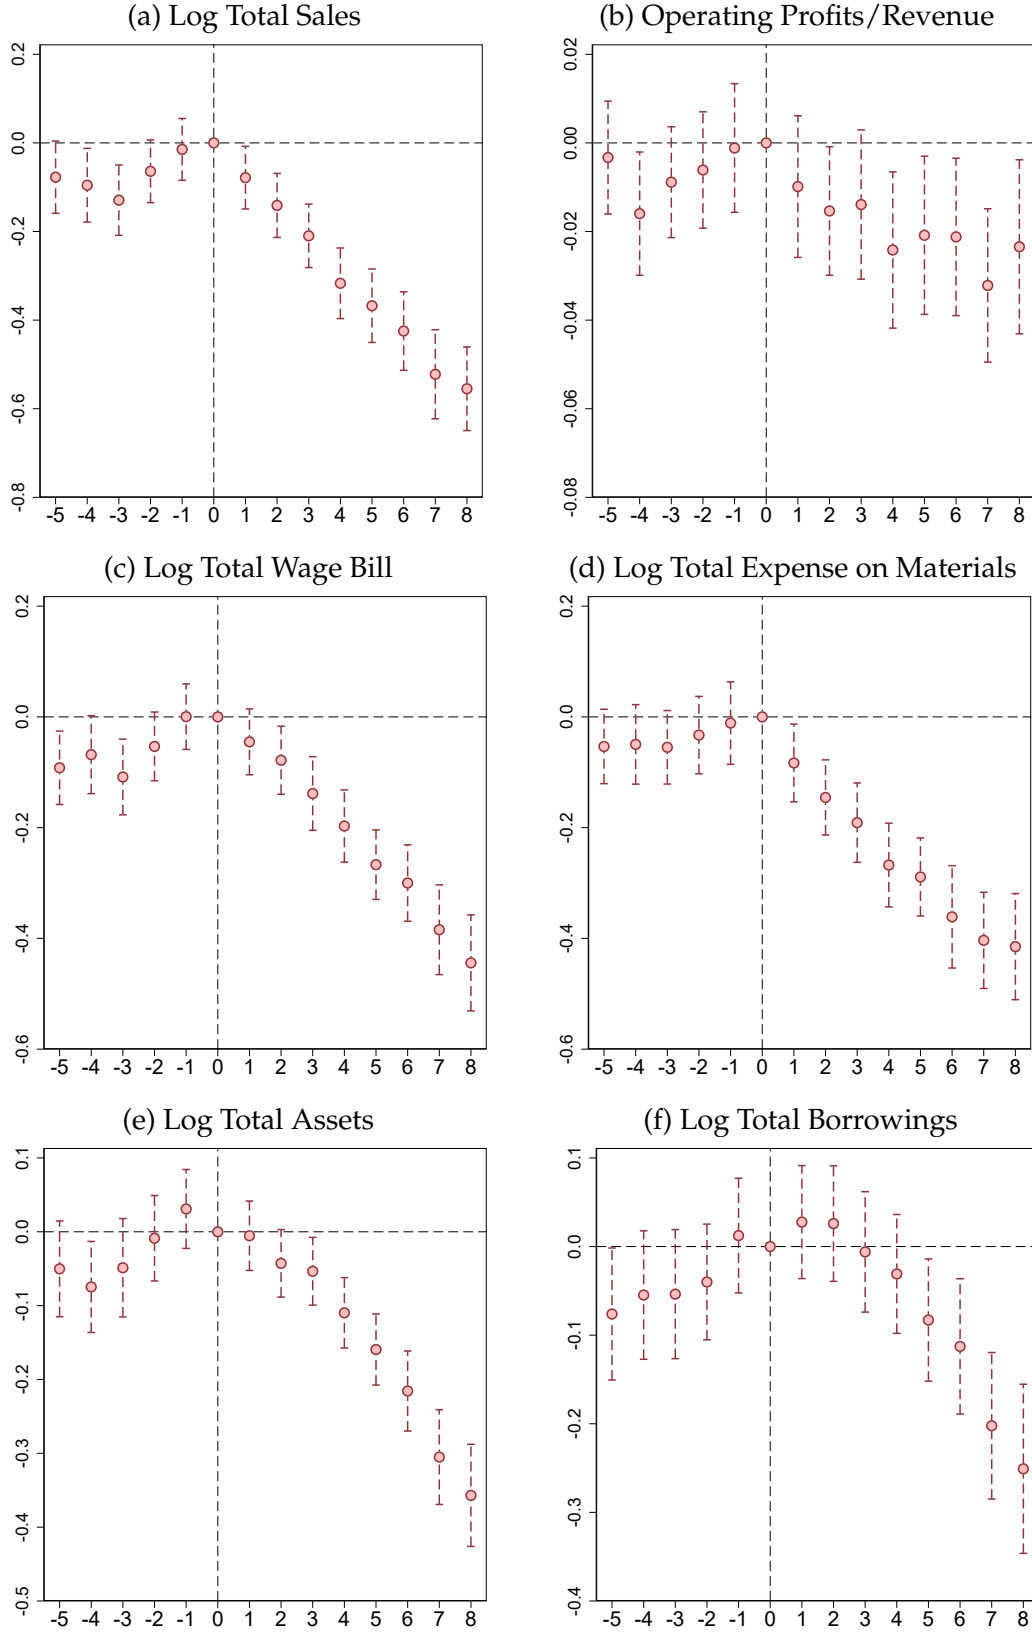 (a) Log Total Sales
0.2
0.0
-0.2
-0.4
-0.6
-0.8
-5 -4 -3 -2 -1 0 1 2 3 4 5 6 7 8
(b) Operating Profits/Revenue
0.02
0.00
-0.02
-0.04
-0.06
-0.08
-5 -4 -3 -2 -1 0 1 2 3 4 5 6 7 8
(c) Log Total Wage Bill
0.2
0.0
-0.2
-0.4
-0.6
-5 -4 -3 -2 -1 0 1 2 3 4 5 6 7 8
(d) Log Total Expense on Materials
0.2
0.0
-0.2
-0.4
-0.6
-5 -4 -3 -2 -1 0 1 2 3 4 5 6 7 8
(e) Log Total Assets
0.1
0.0
-0.1
-0.2
-0.3
-0.4
-0.5
-5 -4 -3 -2 -1 0 1 2 3 4 5 6 7 8
(f) Log Total Borrowings
0.1
0.0
-0.1
-0.2
-0.3
-0.4
-5 -4 -3 -2 -1 0 1 2 3 4 5 6 7 8